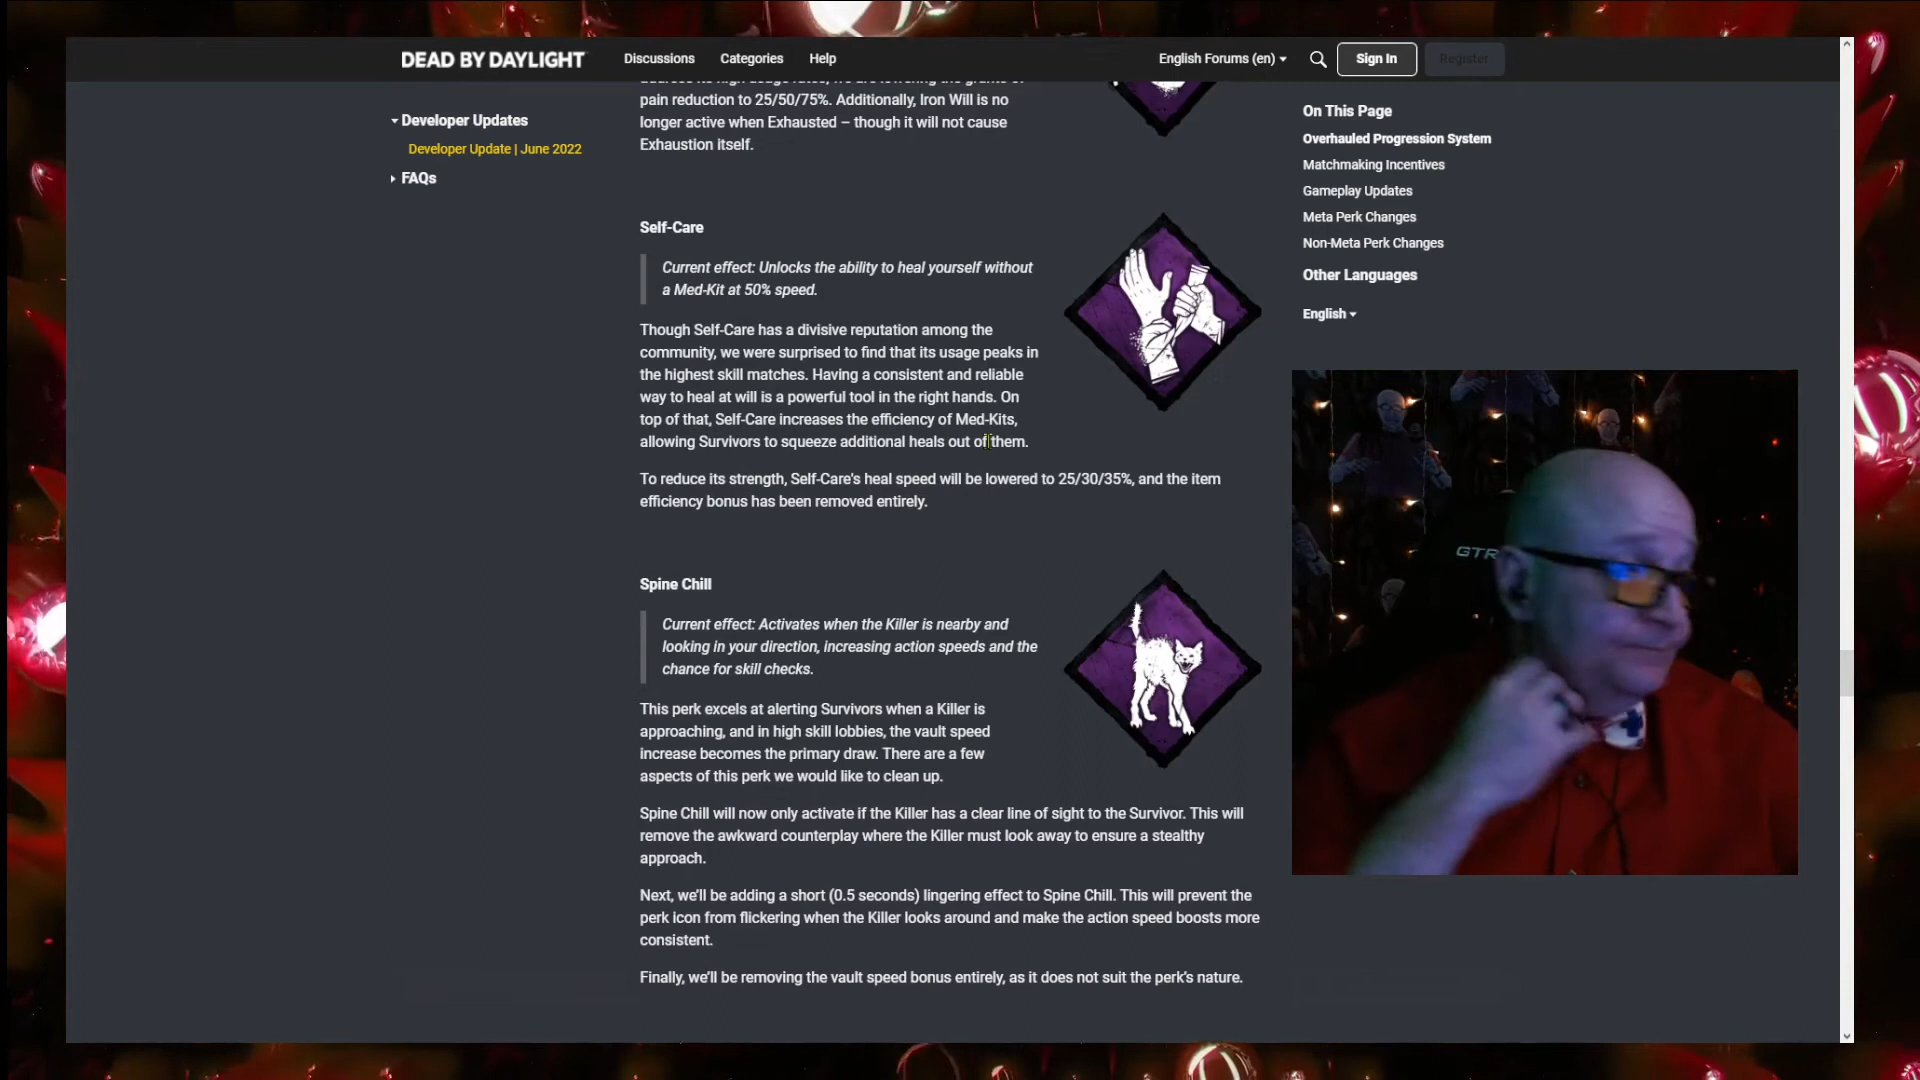 DEAD BY DAYLIGHT
Discussions
Categories
Help
English Forums (en)
Sign In
Register
Developer Updates
Developer Update | June 2022
FAQs
pain reduction to 25/50/75%. Additionally, Iron Will is no
longer active when Exhausted – though it will not cause
Exhaustion itself.
Self-Care
Current effect: Unlocks the ability to heal yourself without
a Med-Kit at 50% speed.
Though Self-Care has a divisive reputation among the
community, we were surprised to find that its usage peaks in
the highest skill matches. Having a consistent and reliable
way to heal at will is a powerful tool in the right hands. On
top of that, Self-Care increases the efficiency of Med-Kits,
allowing Survivors to squeeze additional heals out of them.
To reduce its strength, Self-Care's heal speed will be lowered to 25/30/35%, and the item
efficiency bonus has been removed entirely.
Spine Chill
Current effect: Activates when the Killer is nearby and
looking in your direction, increasing action speeds and the
chance for skill checks.
This perk excels at alerting Survivors when a Killer is
approaching, and in high skill lobbies, the vault speed
increase becomes the primary draw. There are a few
aspects of this perk we would like to clean up.
Spine Chill will now only activate if the Killer has a clear line of sight to the Survivor. This will
remove the awkward counterplay where the Killer must look away to ensure a stealthy
approach.
Next, we'll be adding a short (0.5 seconds) lingering effect to Spine Chill. This will prevent the
perk icon from flickering when the Killer looks around and make the action speed boosts more
consistent.
Finally, we'll be removing the vault speed bonus entirely, as it does not suit the perk's nature.
On This Page
Overhauled Progression System
Matchmaking Incentives
Gameplay Updates
Meta Perk Changes
Non-Meta Perk Changes
Other Languages
English
GTR